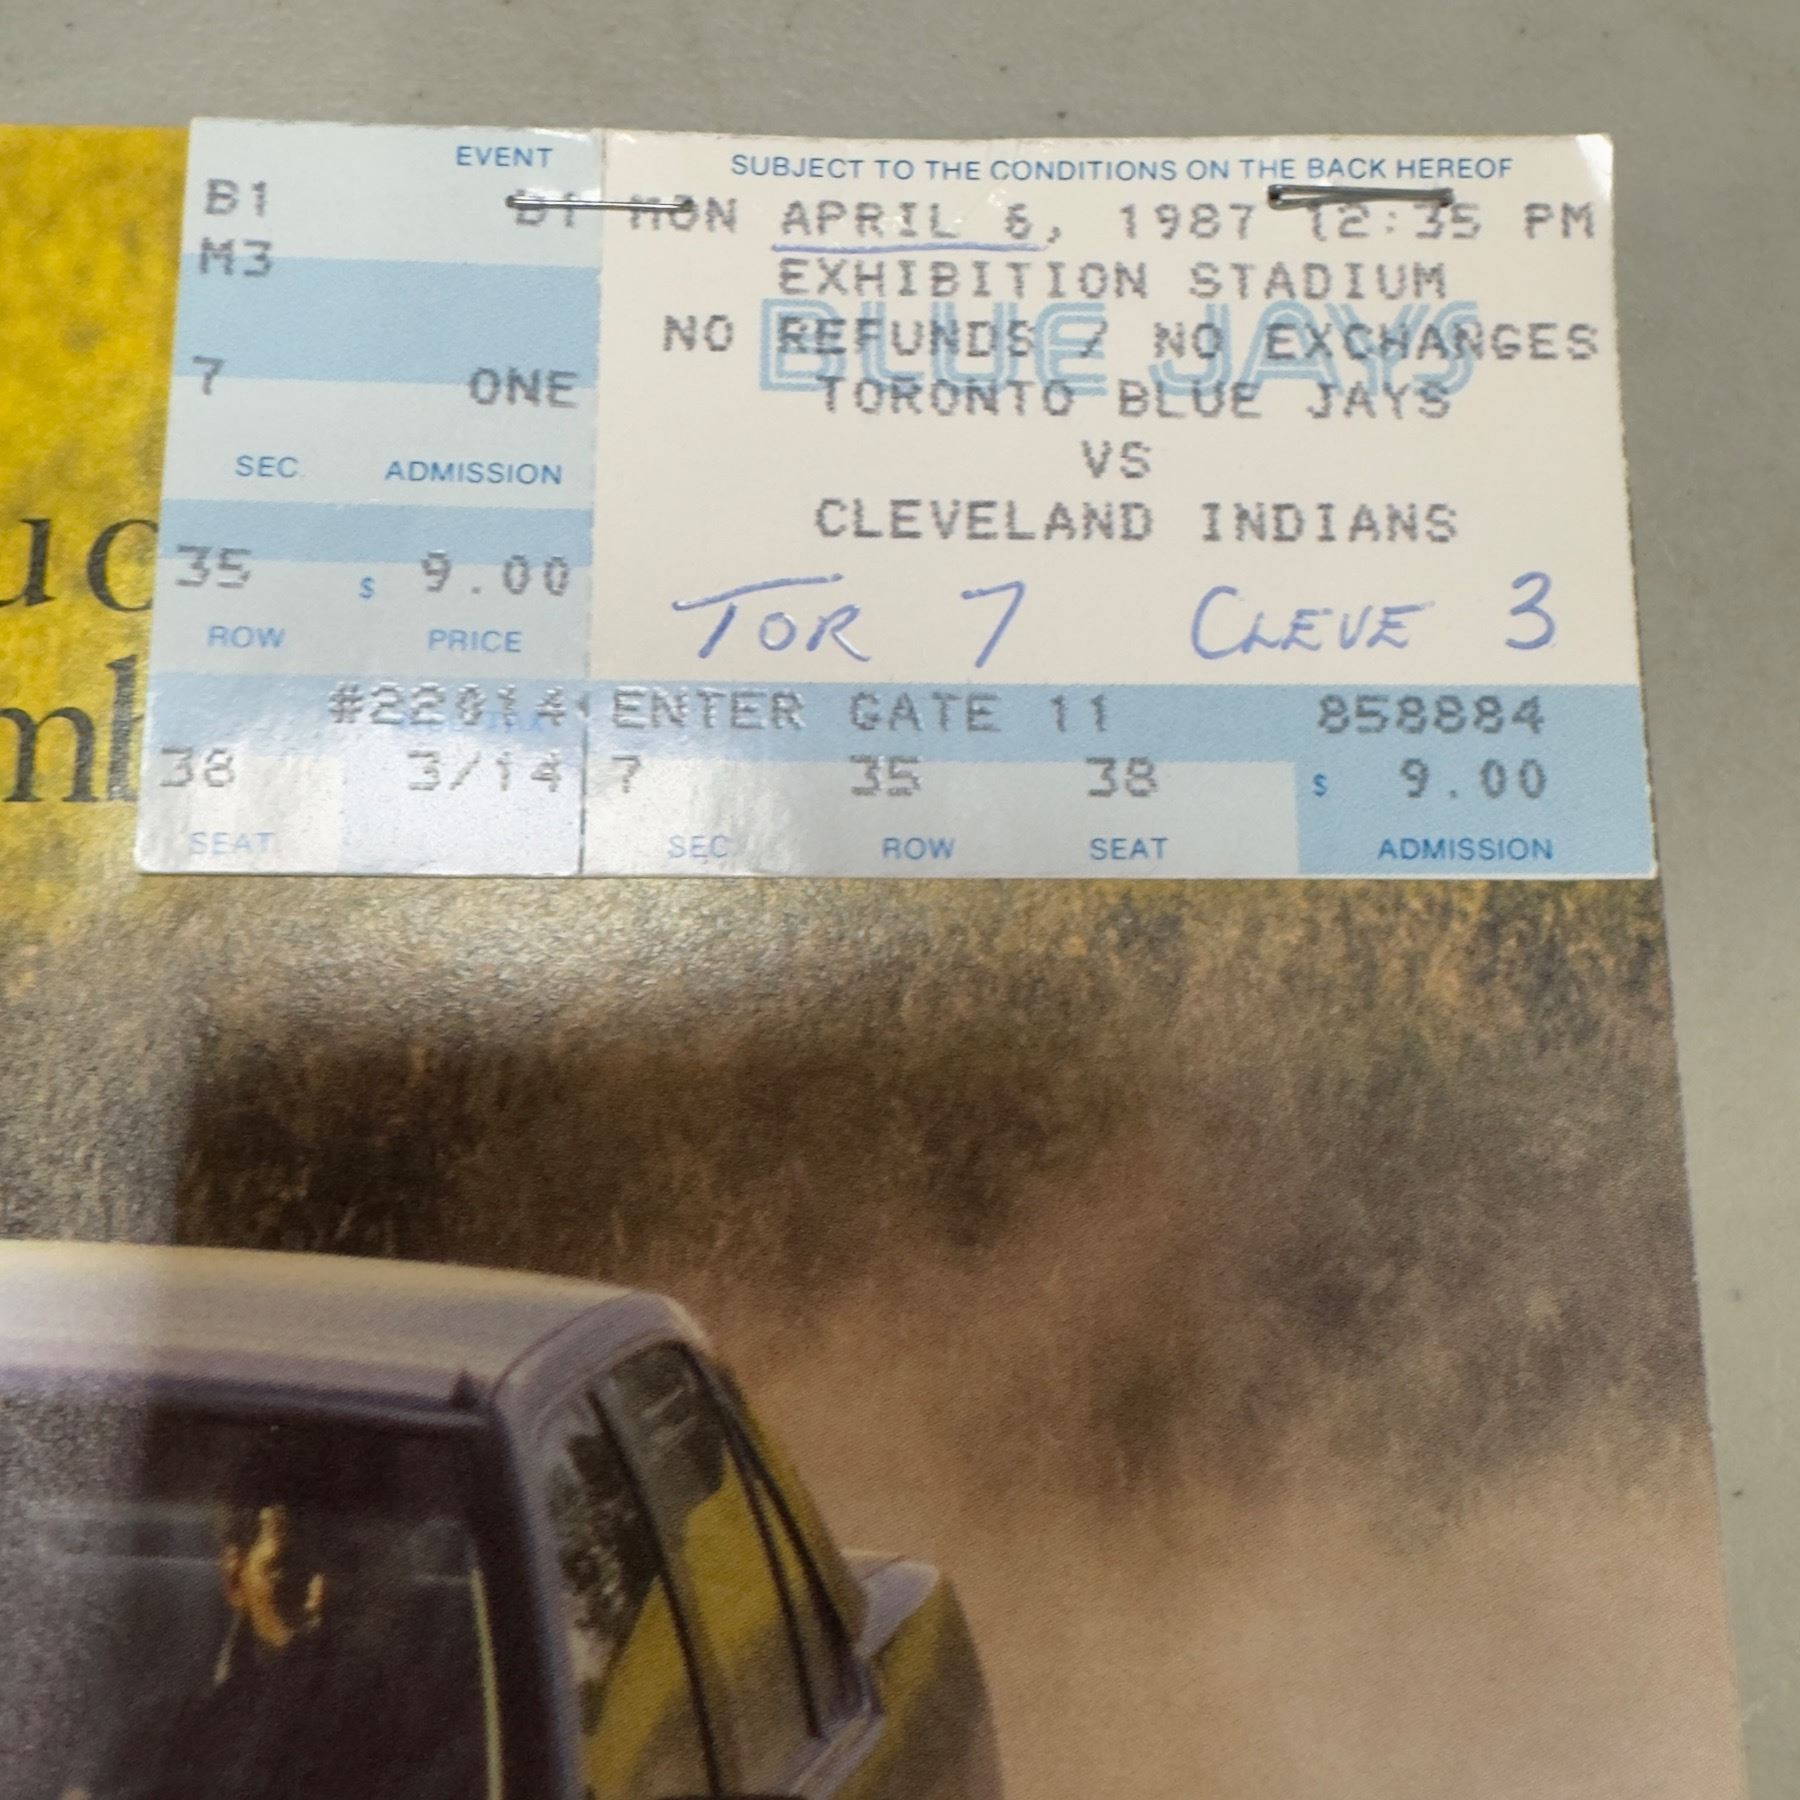 EVENT
SUBJECT TO THE CONDITIONS ON THE BACK HEREOF
B1
B1 MON APRIL 6, 1987 12:35 PM
M3
EXHIBITION STADIUM
BLUE JAYS
NO REFUNDS / NO EXCHANGES
7 ONE
TORONTO BLUE JAYS
VS
SEC. ADMISSION
CLEVELAND INDIANS
35 $ 9.00
TOR 7 CLEVE 3
ROW PRICE
#22014 ENTER GATE 11 858884
38 3/14 7 35 38 $ 9.00
SEAT SEC. ROW SEAT ADMISSION